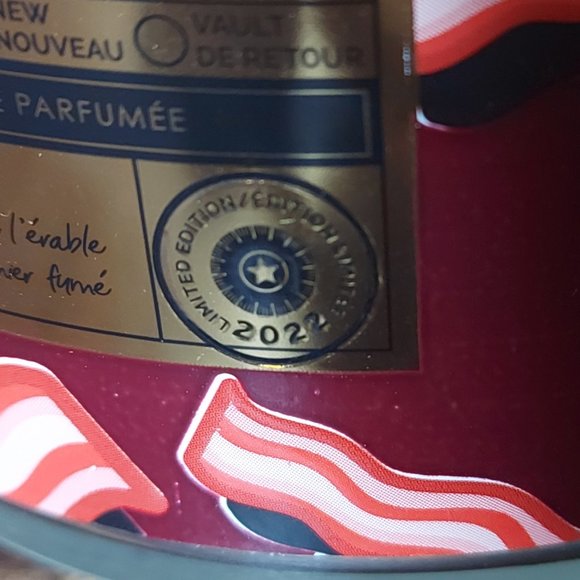 NEW
NOUVEAU
VAULT
DE RETOUR
PARFUMÉE
l'érable
fumé
LIMITED EDITION/ÉDITION
2022